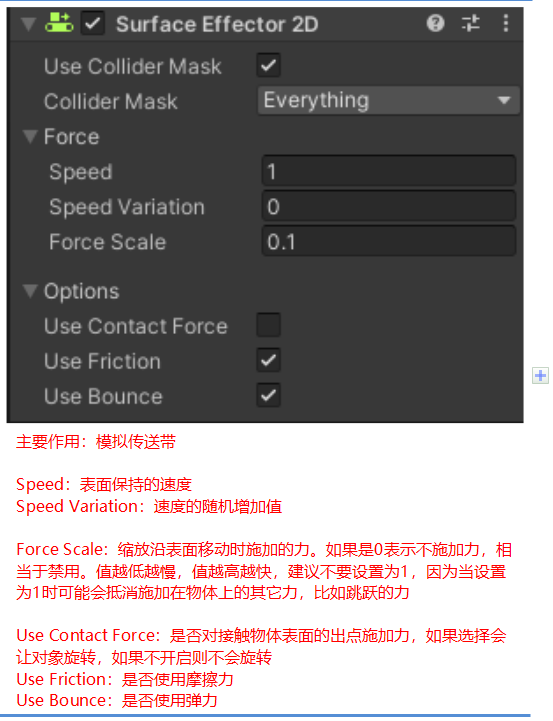 Surface Effector 2D
Use Collider Mask
Collider Mask Everything
Force
Speed 1
Speed Variation 0
Force Scale 0.1
Options
Use Contact Force
Use Friction
Use Bounce
主要作用：模拟传送带
Speed：表面保持的速度
Speed Variation：速度的随机增加值
Force Scale：缩放沿表面移动时施加的力。如果是0表示不施加力，相
当于禁用。值越低越慢，值越高越快，建议不要设置为1，因为当设置
为1时可能会抵消施加在物体上的其它力，比如跳跃的力
Use Contact Force：是否对接触物体表面的出点施加力，如果选择会
让对象旋转，如果不开启则不会旋转
Use Friction：是否使用摩擦力
Use Bounce：是否使用弹力